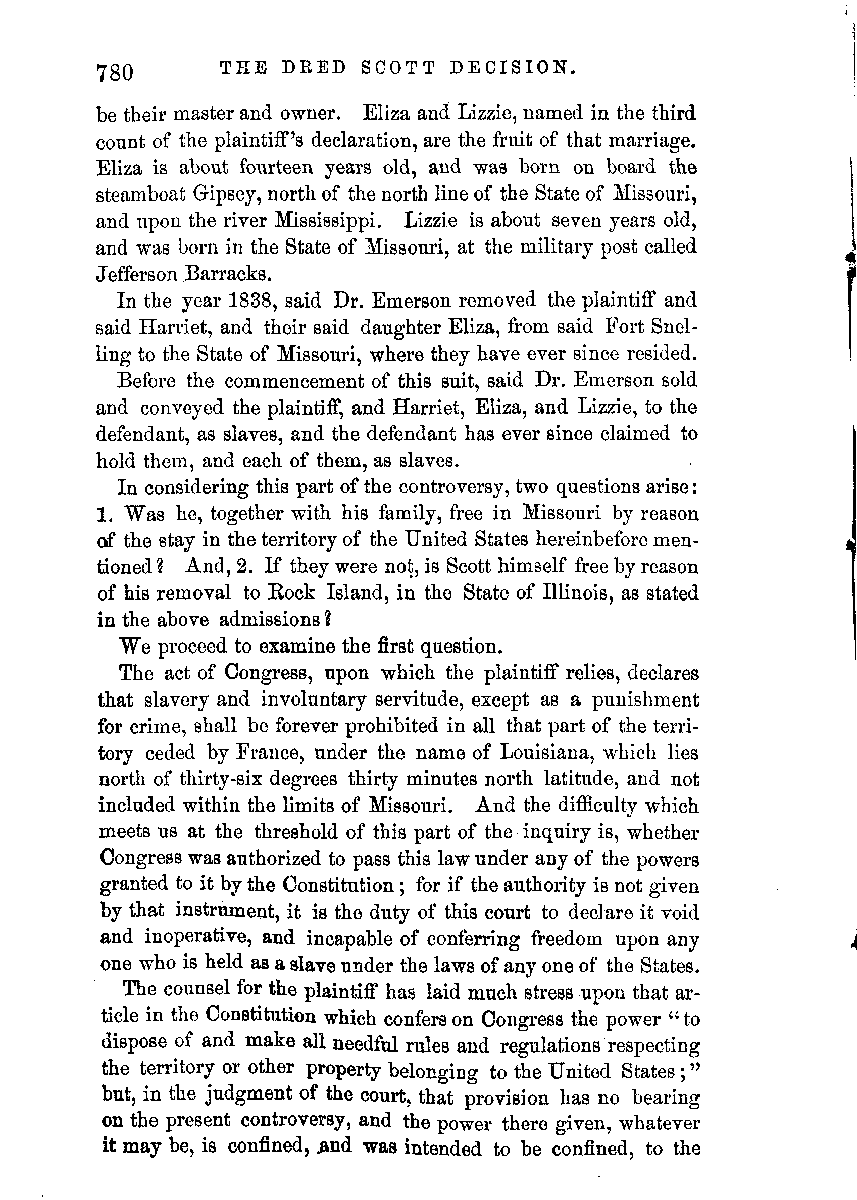 780 THE DRED SCOTT DECISION.
be their master and owner. Eliza and Lizzie, named in the third
count of the plaintiff's declaration, are the fruit of that marriage.
Eliza is about fourteen years old, and was born on board the
steamboat Gipsey, north of the north line of the State of Missouri,
and upon the river Mississippi. Lizzie is about seven years old,
and was born in the State of Missouri, at the military post called
Jefferson Barracks.
In the year 1838, said Dr. Emerson removed the plaintiff and
said Harriet, and their said daughter Eliza, from said Fort Snel-
ling to the State of Missouri, where they have ever since resided.
Before the commencement of this suit, said Dr. Emerson sold
and conveyed the plaintiff, and Harriet, Eliza, and Lizzie, to the
defendant, as slaves, and the defendant has ever since claimed to
hold them, and each of them, as slaves.
In considering this part of the controversy, two questions arise:
1. Was he, together with his family, free in Missouri by reason
of the stay in the territory of the United States hereinbefore men-
tioned? And, 2. If they were not, is Scott himself free by reason
of his removal to Rock Island, in the State of Illinois, as stated
in the above admissions?
We proceed to examine the first question.
The act of Congress, upon which the plaintiff relies, declares
that slavery and involuntary servitude, except as a punishment
for crime, shall be forever prohibited in all that part of the terri-
tory ceded by France, under the name of Louisiana, which lies
north of thirty-six degrees thirty minutes north latitude, and not
included within the limits of Missouri. And the difficulty which
meets us at the threshold of this part of the inquiry is, whether
Congress was authorized to pass this law under any of the powers
granted to it by the Constitution; for if the authority is not given
by that instrument, it is the duty of this court to declare it void
and inoperative, and incapable of conferring freedom upon any
one who is held as a slave under the laws of any one of the States.
The counsel for the plaintiff has laid much stress upon that ar-
ticle in the Constitution which confers on Congress the power "to
dispose of and make all needful rules and regulations respecting
the territory or other property belonging to the United States;"
but, in the judgment of the court, that provision has no bearing
on the present controversy, and the power there given, whatever
it may be, is confined, and was intended to be confined, to the